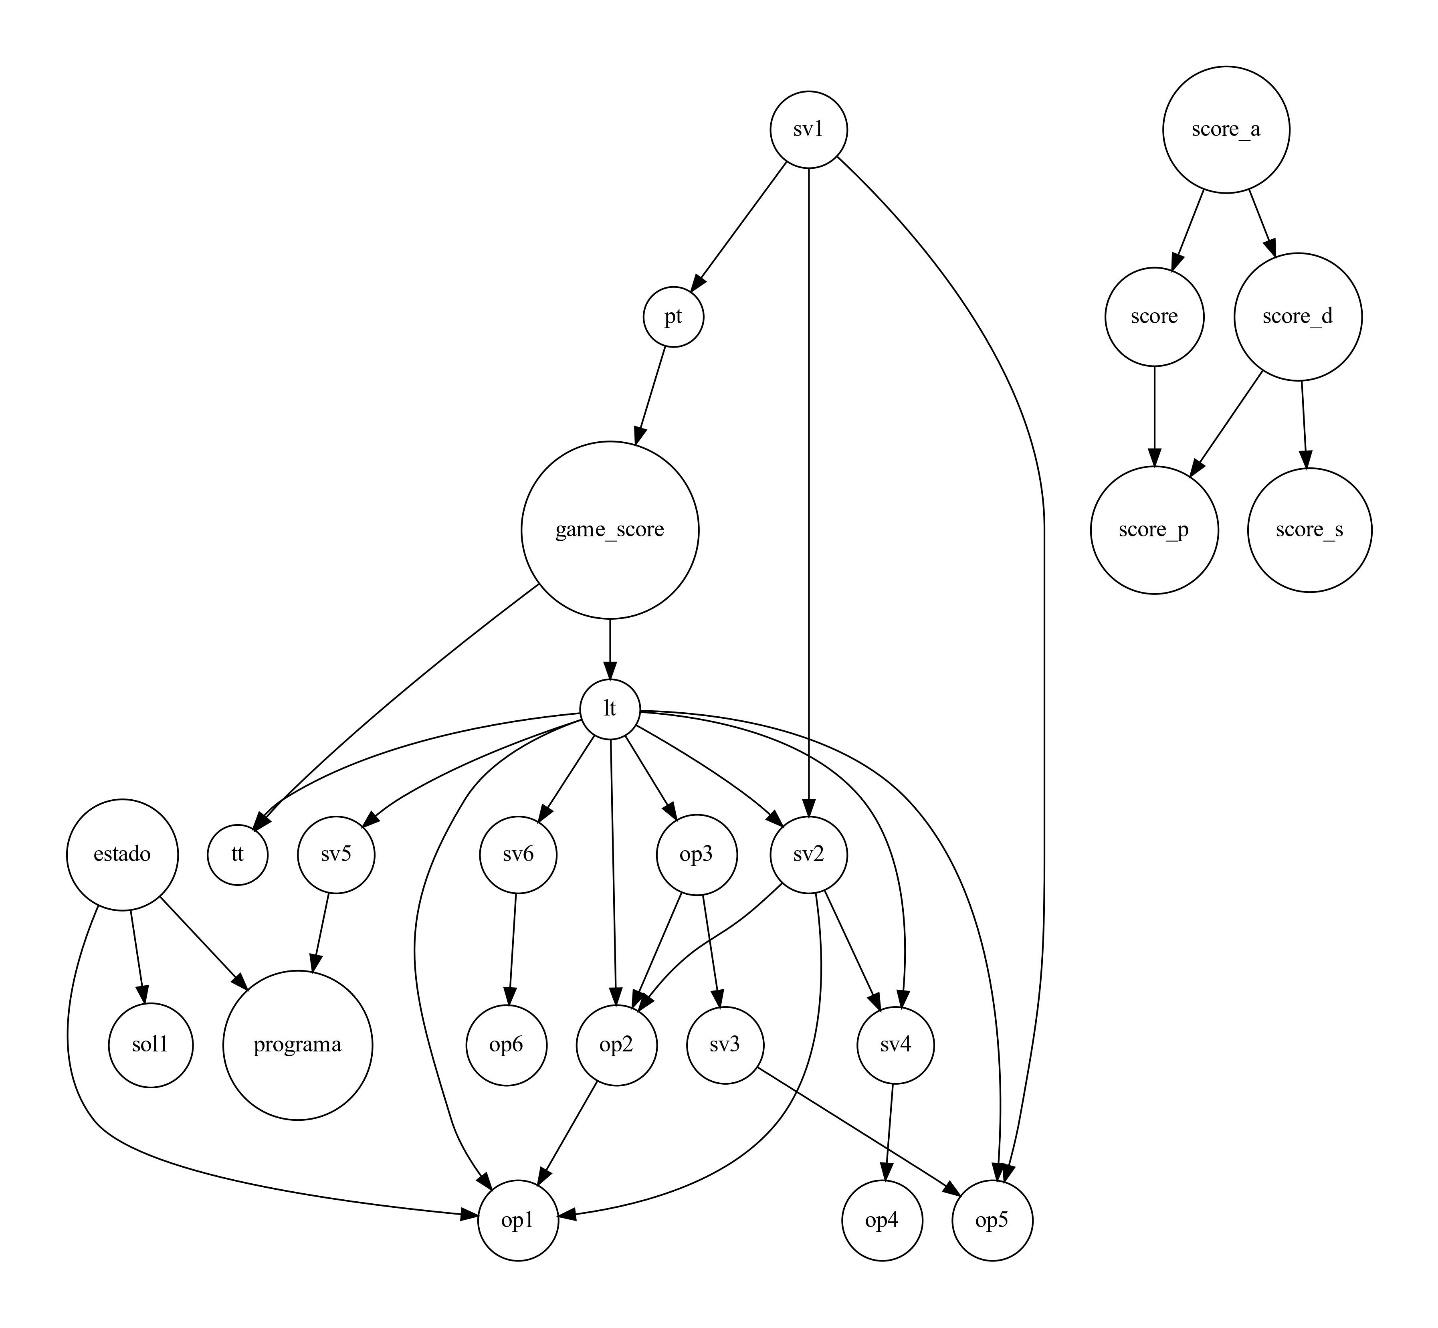 sv1
score_a
pt
score
score_d
game_score
score_p
score_s
lt
estado
tt
sv5
sv6
op3
sv2
sol1
programa
op6
op2
sv3
sv4
op1
op4
op5